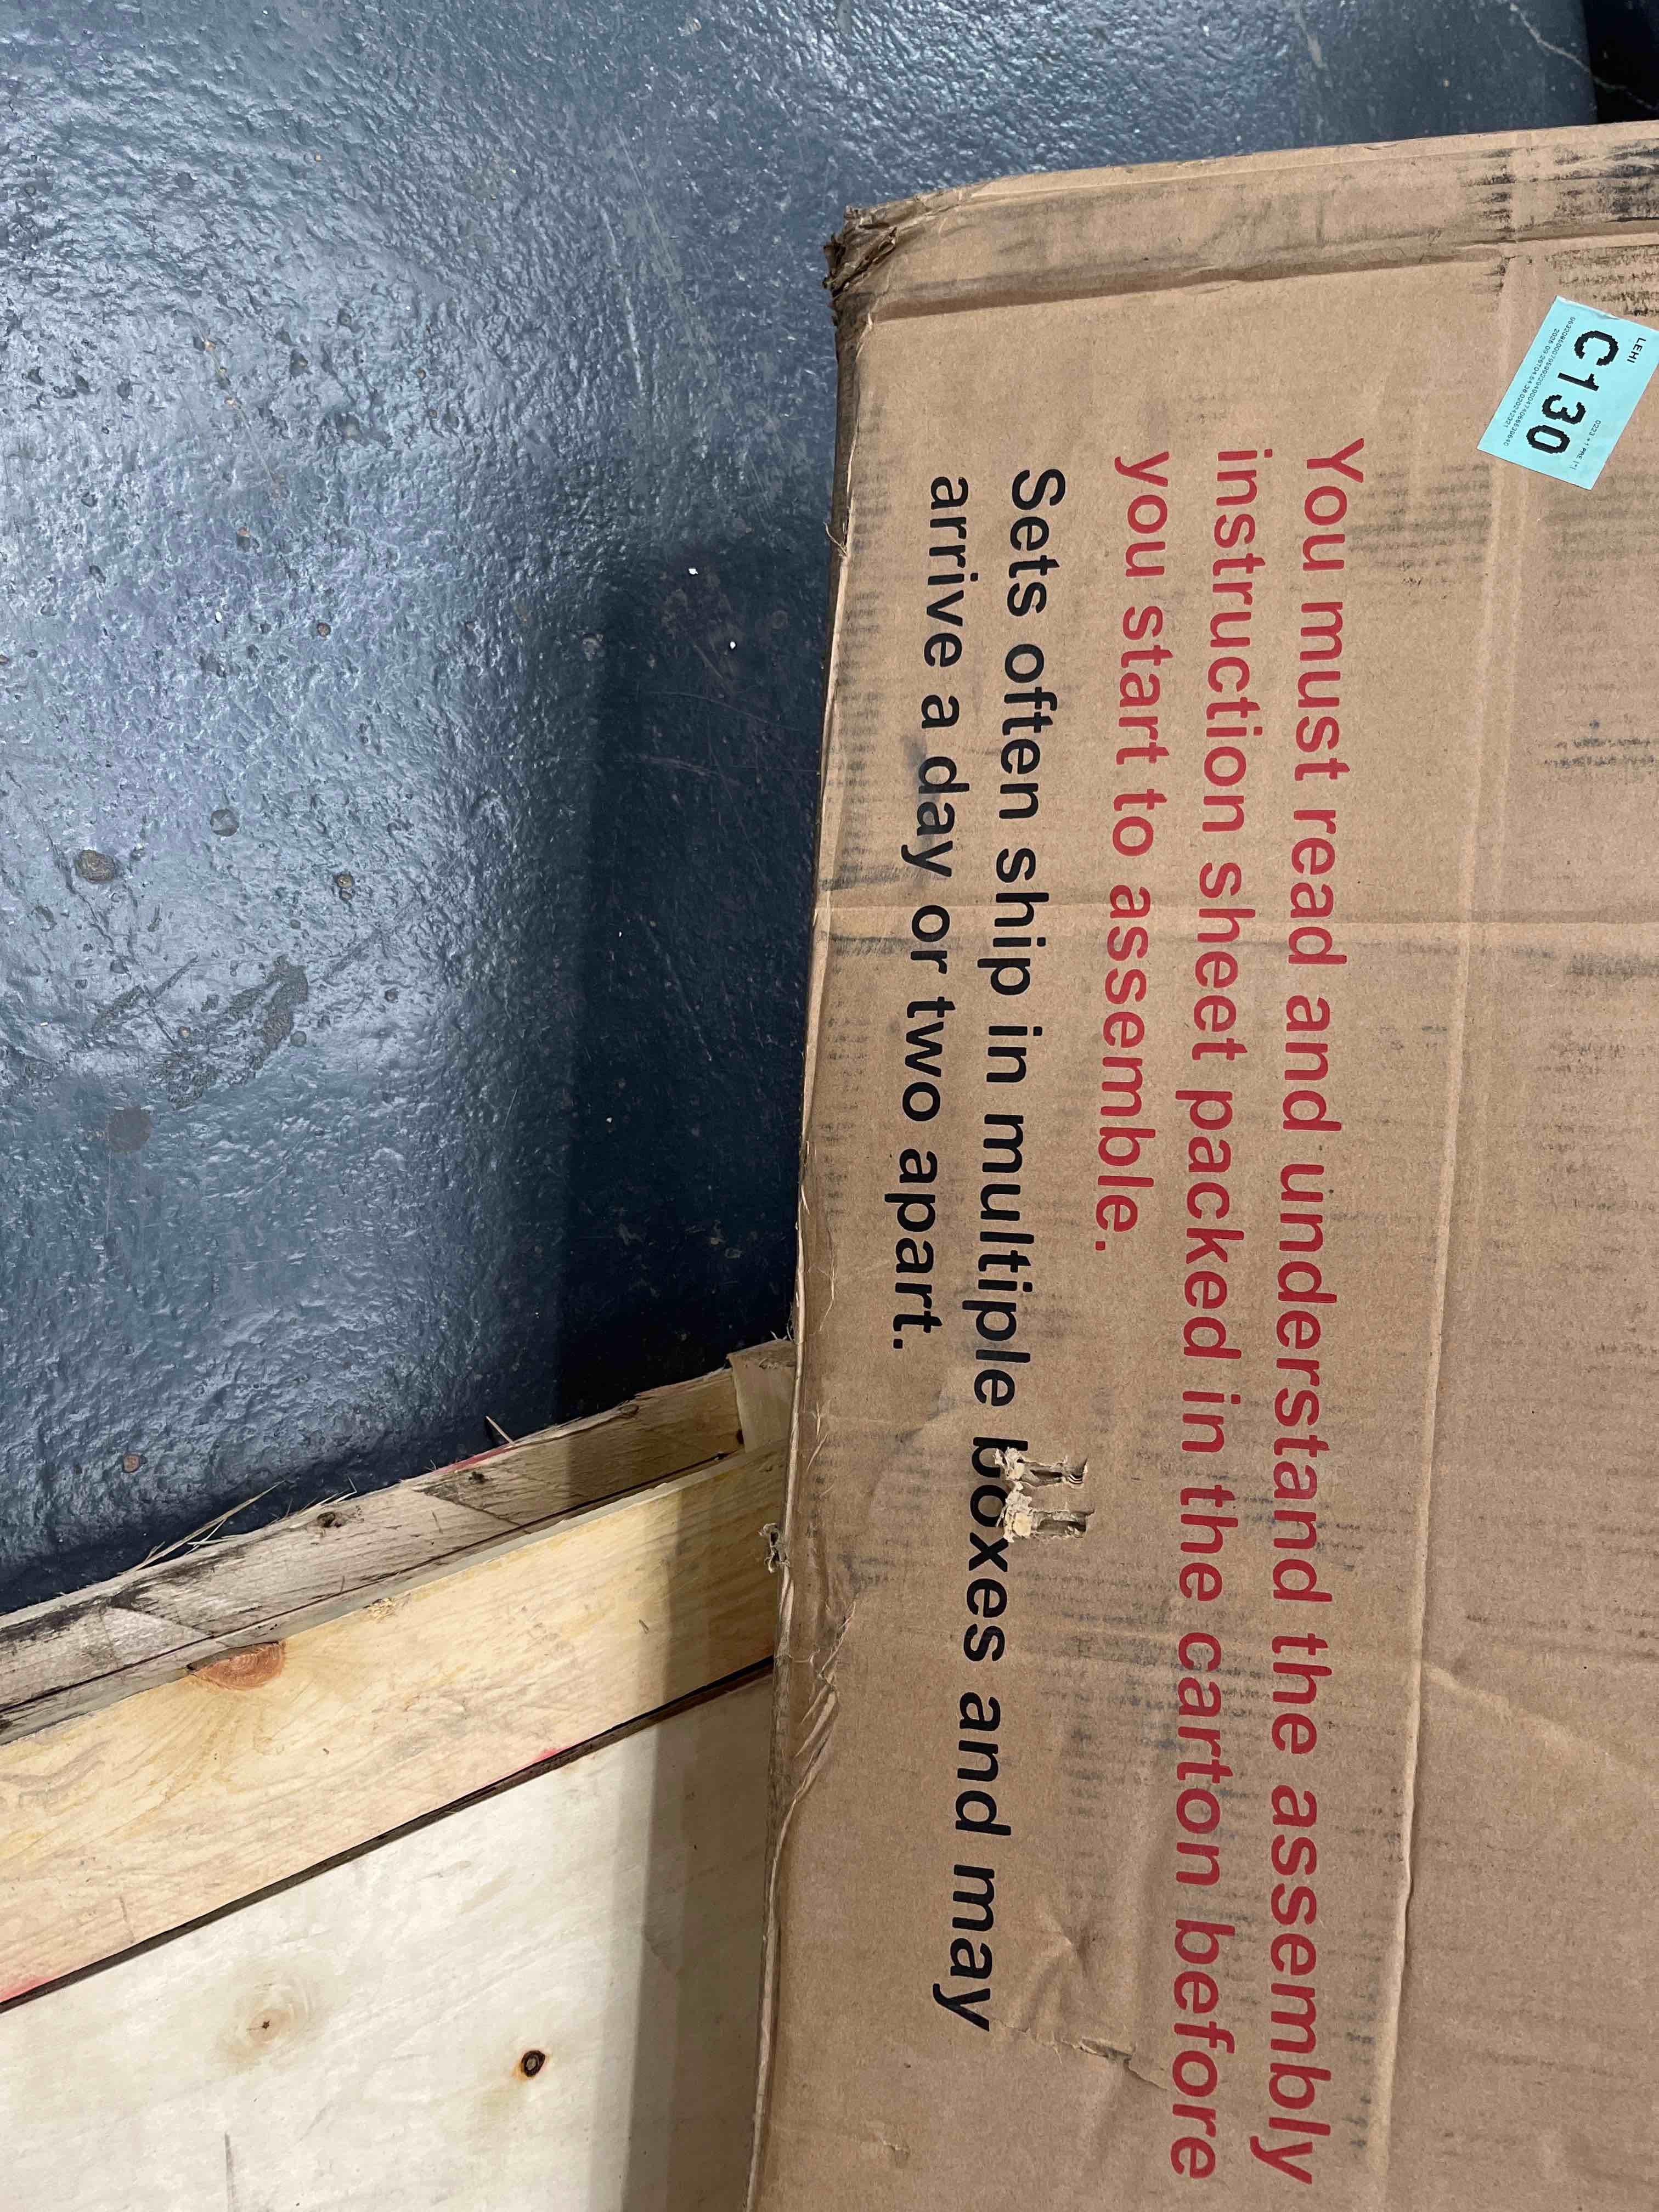 LEHI
C130
You must read and understand the assembly
instruction sheet packed in the carton before
you start to assemble.
Sets often ship in multiple boxes and may
arrive a day or two apart.